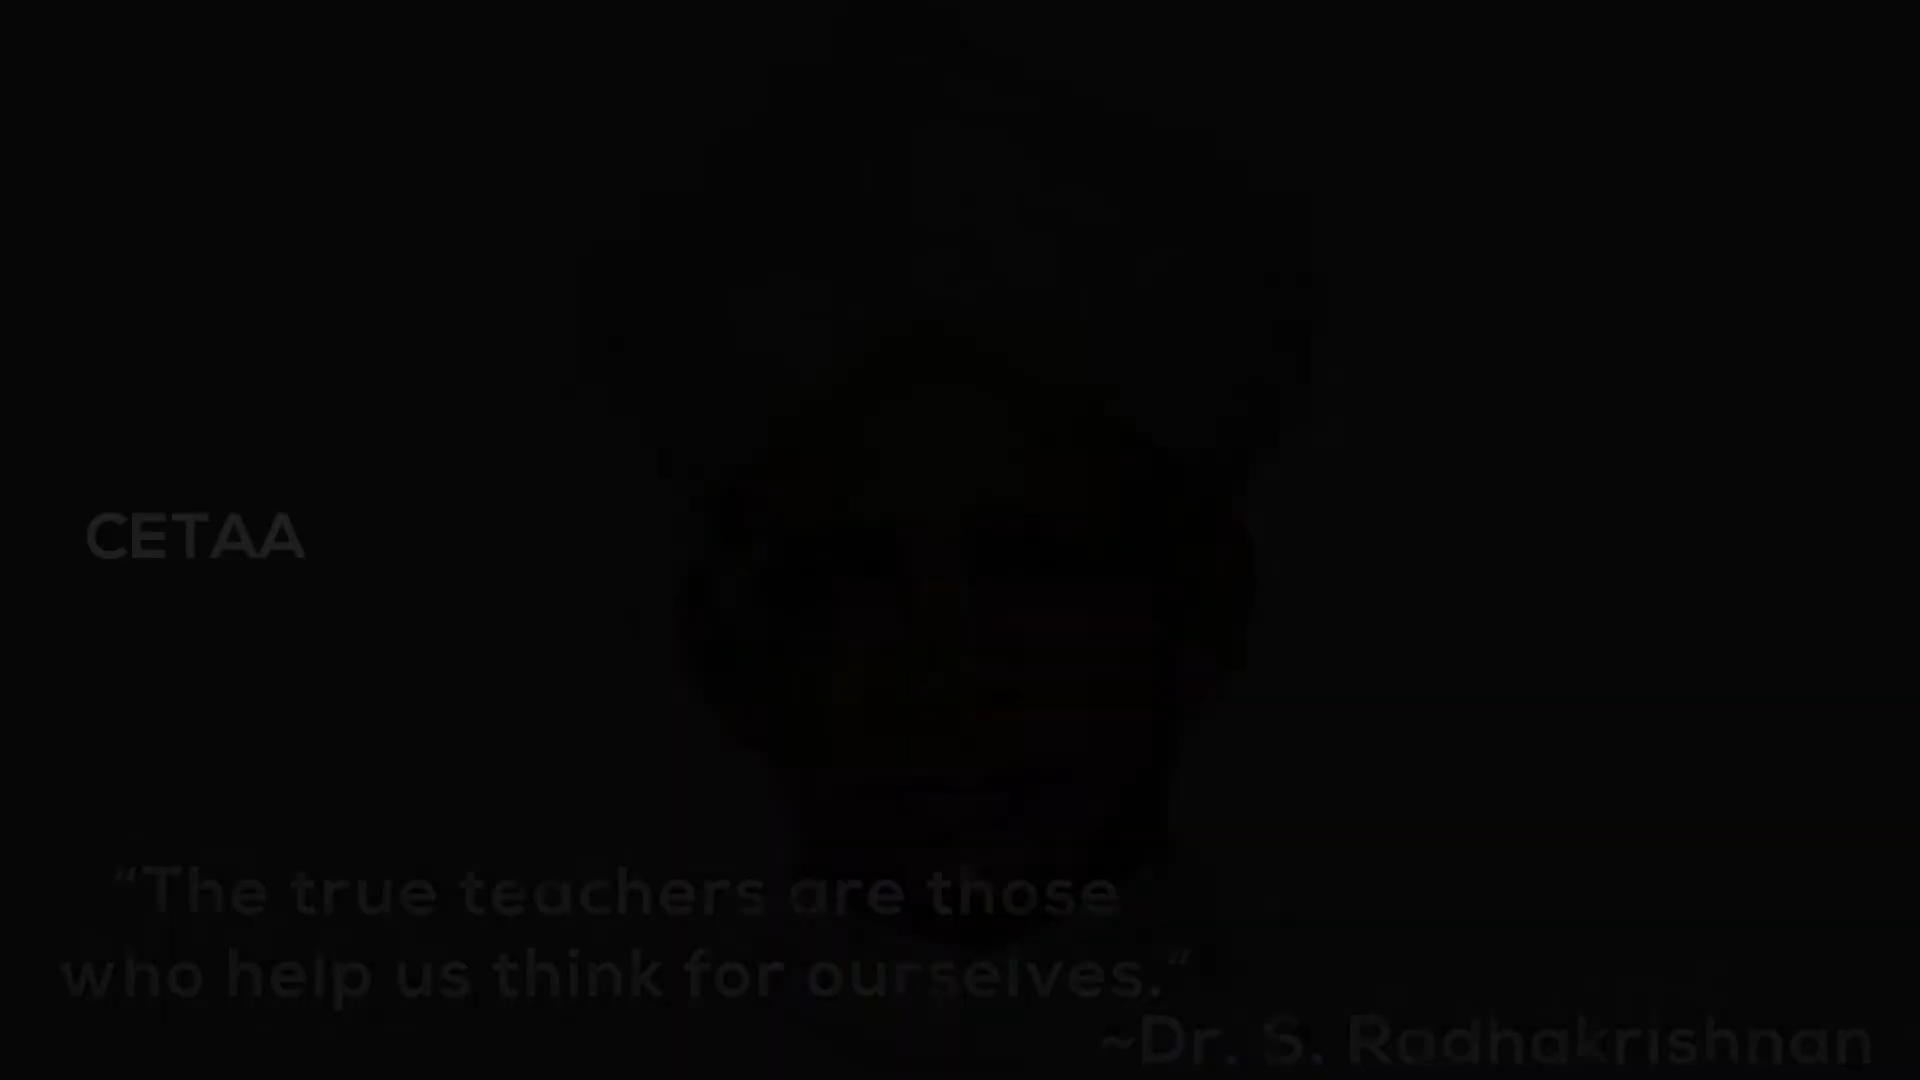 CETAA
“The true teachers are those
who help us think for ourselves.”
~Dr. S. Radhakrishnan